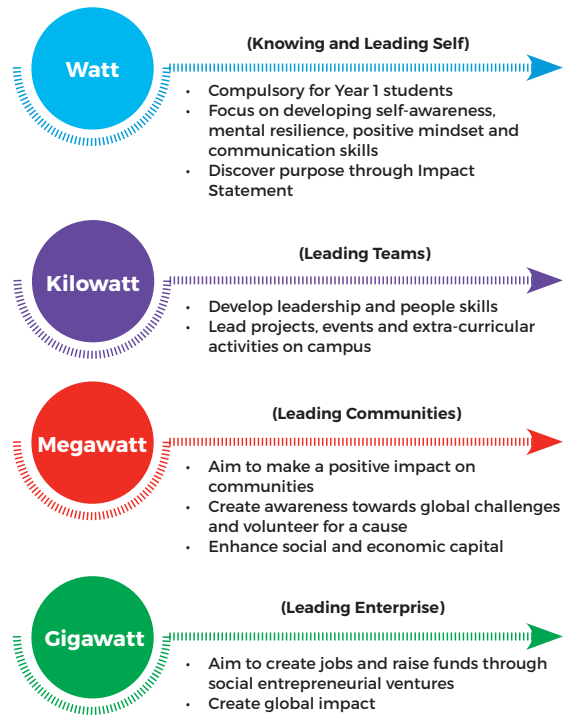 Watt
(Knowing and Leading Self)
• Compulsory for Year 1 students
• Focus on developing self-awareness,
mental resilience, positive mindset and
communication skills
• Discover purpose through Impact
Statement
Kilowatt
(Leading Teams)
• Develop leadership and people skills
• Lead projects, events and extra-curricular
activities on campus
Megawatt
(Leading Communities)
• Aim to make a positive impact on
communities
• Create awareness towards global challenges
and volunteer for a cause
• Enhance social and economic capital
Gigawatt
(Leading Enterprise)
• Aim to create jobs and raise funds through
social entrepreneurial ventures
• Create global impact